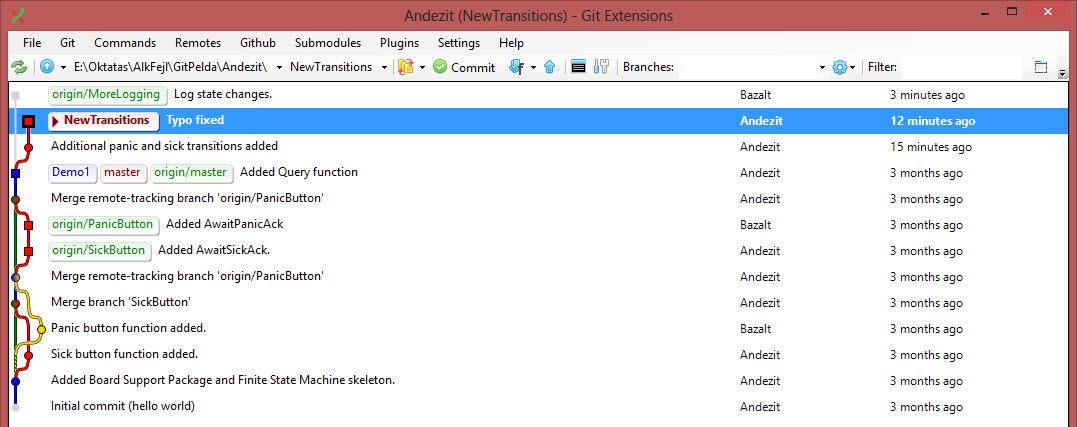 Andezit (NewTransitions) - Git Extensions
File Git Commands Remotes Github Submodules Plugins Settings Help
E:\Oktatas\AlkFejl\GitPelda\Andezit\ NewTransitions Commit Branches: Filter:
origin/MoreLogging Log state changes. Bazalt 3 minutes ago
NewTransitions Typo fixed Andezit 12 minutes ago
Additional panic and sick transitions added Andezit 15 minutes ago
Demo1 master origin/master Added Query function Andezit 3 months ago
Merge remote-tracking branch 'origin/PanicButton' Andezit 3 months ago
origin/PanicButton Added AwaitPanicAck Bazalt 3 months ago
origin/SickButton Added AwaitSickAck. Andezit 3 months ago
Merge remote-tracking branch 'origin/PanicButton' Andezit 3 months ago
Merge branch 'SickButton' Andezit 3 months ago
Panic button function added. Bazalt 3 months ago
Sick button function added. Andezit 3 months ago
Added Board Support Package and Finite State Machine skeleton. Andezit 3 months ago
Initial commit (hello world) Andezit 3 months ago